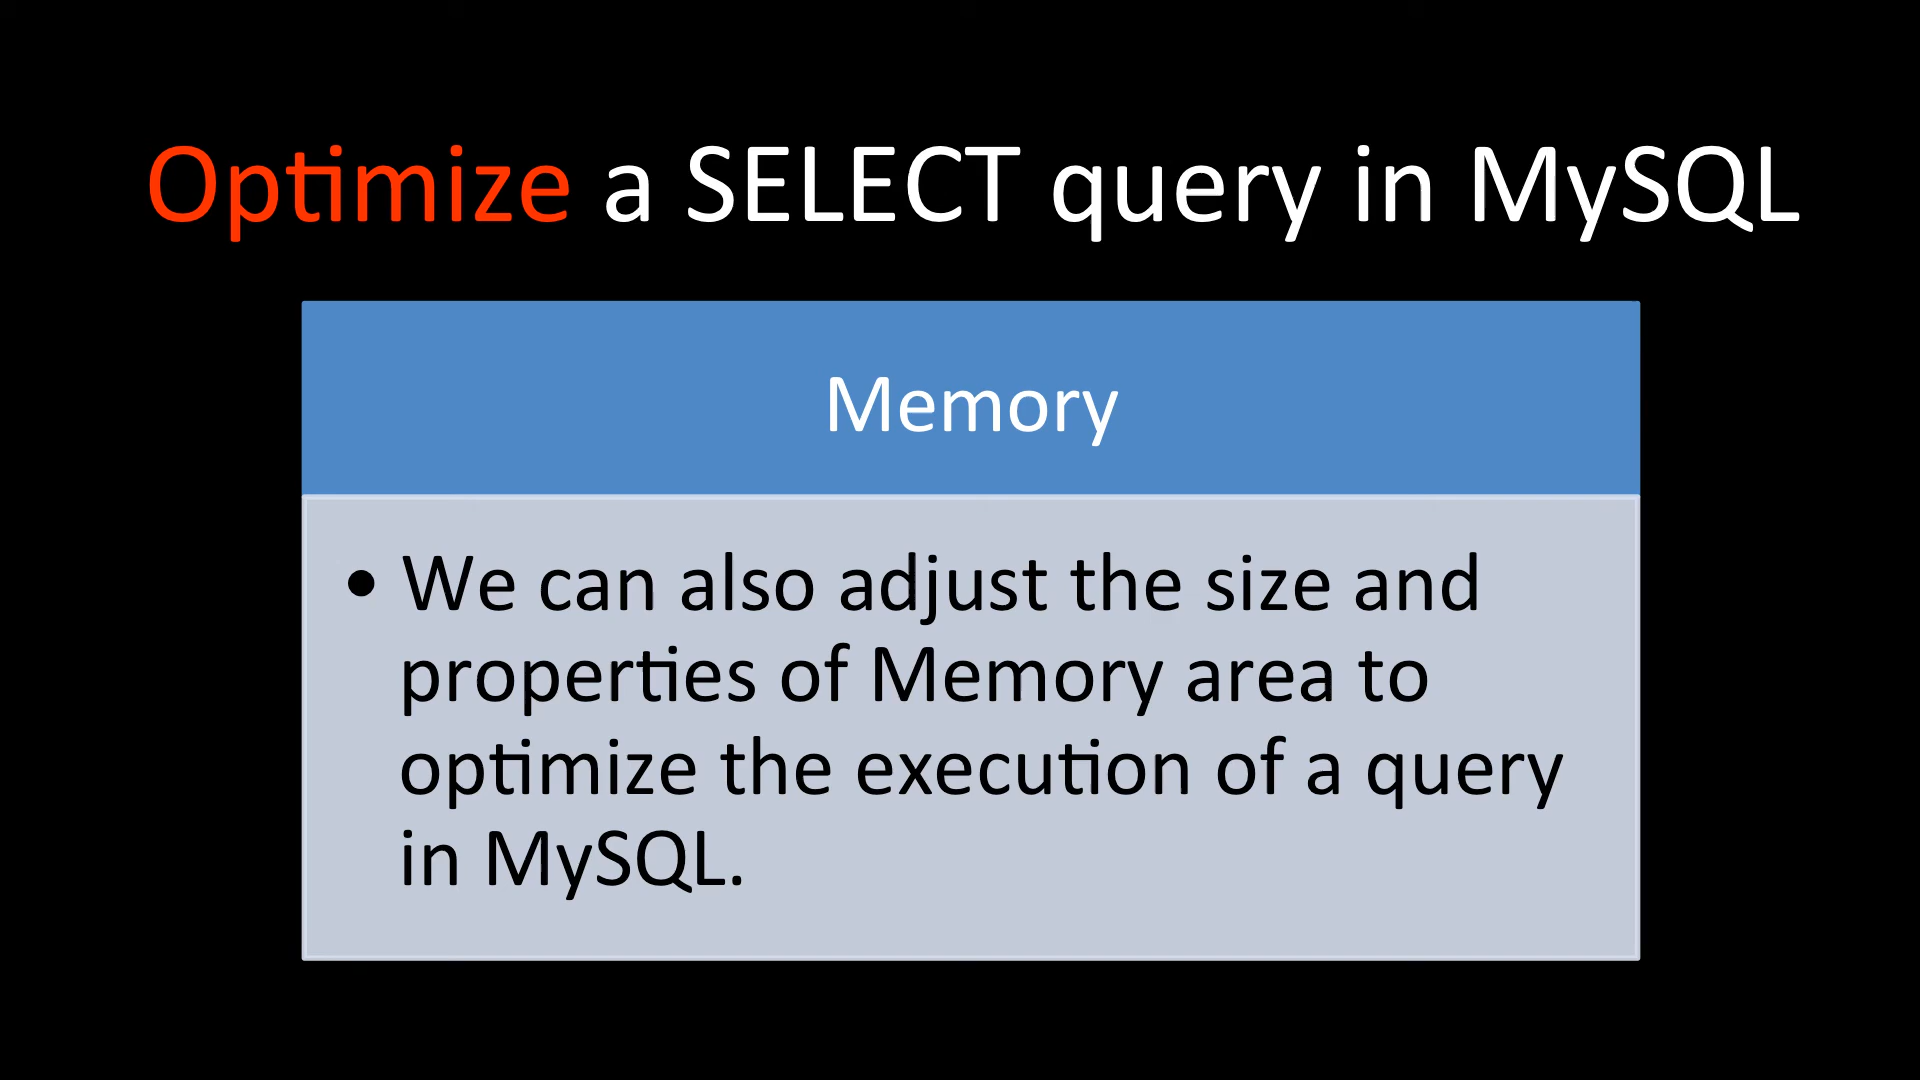 Optimize a SELECT query in MySQL
Memory
• We can also adjust the size and
properties of Memory area to
optimize the execution of a query
in MySQL.